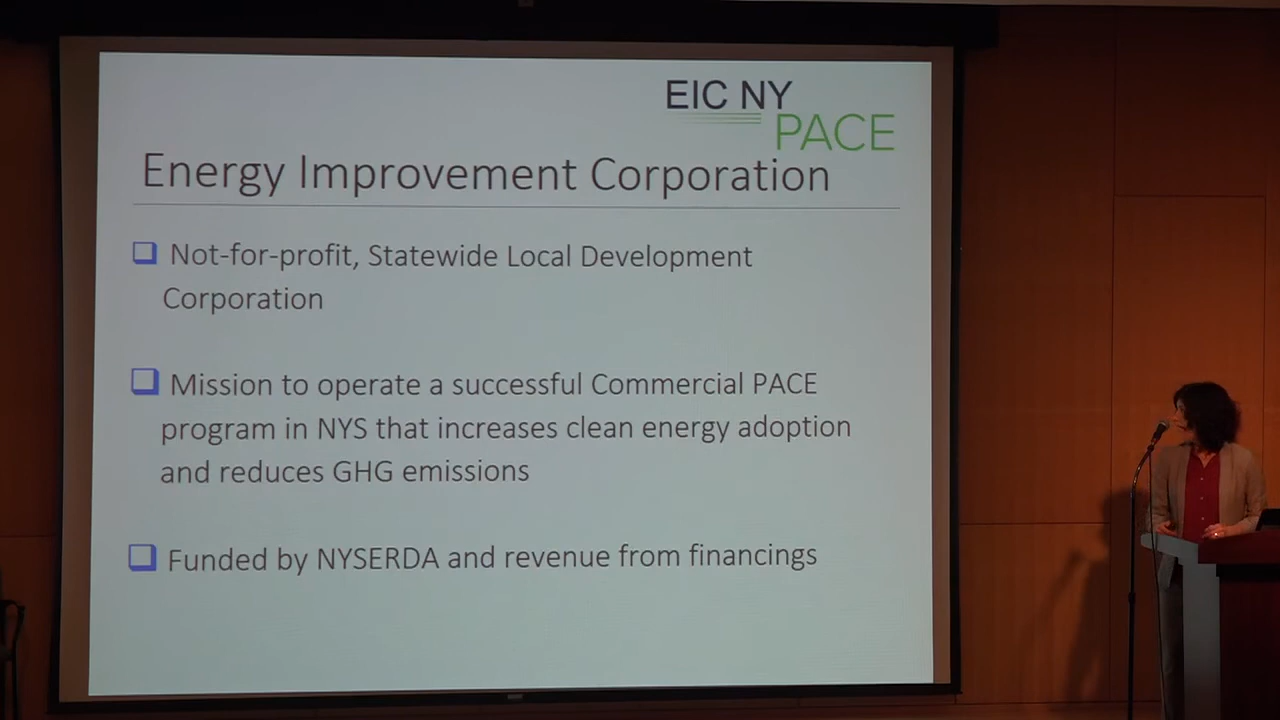 EIC NY
PACE
Energy Improvement Corporation
Not-for-profit, Statewide Local Development
Corporation
Mission to operate a successful Commercial PACE
program in NYS that increases clean energy adoption
and reduces GHG emissions
Funded by NYSERDA and revenue from financings